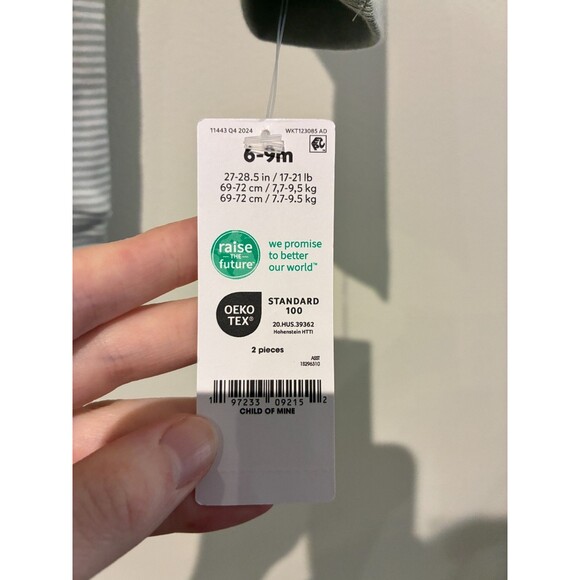 11443 Q4 2024 WKT123085 AD
6-9m
27-28.5 in / 17-21 lb
69-72 cm / 7,7-9,5 kg
69-72 cm / 7.7-9.5 kg
raise
THE
future™
we promise
to better
our world™
OEKO
TEX®
STANDARD
100
20.HUS.39362
Hohenstein HTTI
2 pieces
1 97233 09215 2
CHILD OF MINE